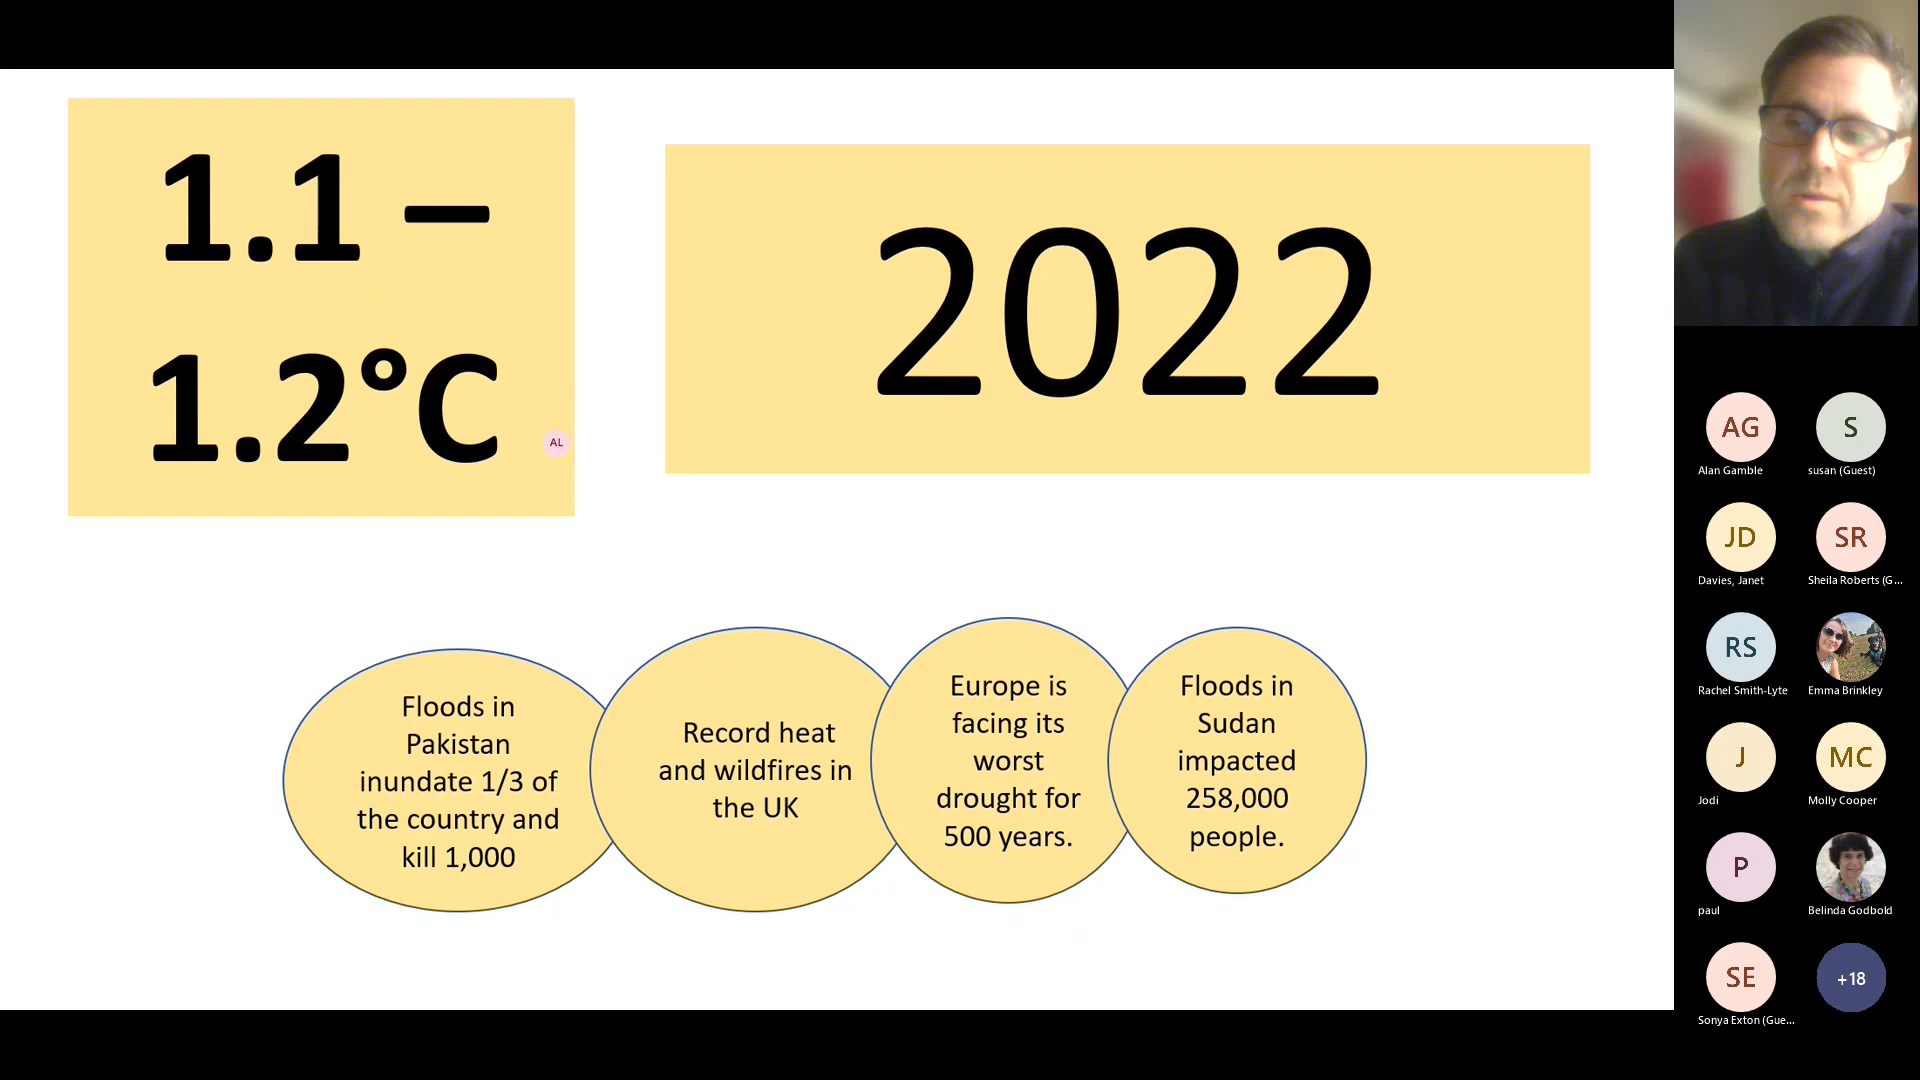 1.1 –
1.2°C
AL
2022
Floods in
Pakistan
inundate 1/3 of
the country and
kill 1,000
Record heat
and wildfires in
the UK
Europe is
facing its
worst
drought for
500 years.
Floods in
Sudan
impacted
258,000
people.
AG
Alan Gamble
S
susan (Guest)
JD
Davies, Janet
SR
Sheila Roberts (G...
RS
Rachel Smith-Lyte
Emma Brinkley
J
Jodi
MC
Molly Cooper
P
paul
Belinda Godbold
SE
Sonya Exton (Gue...
+18